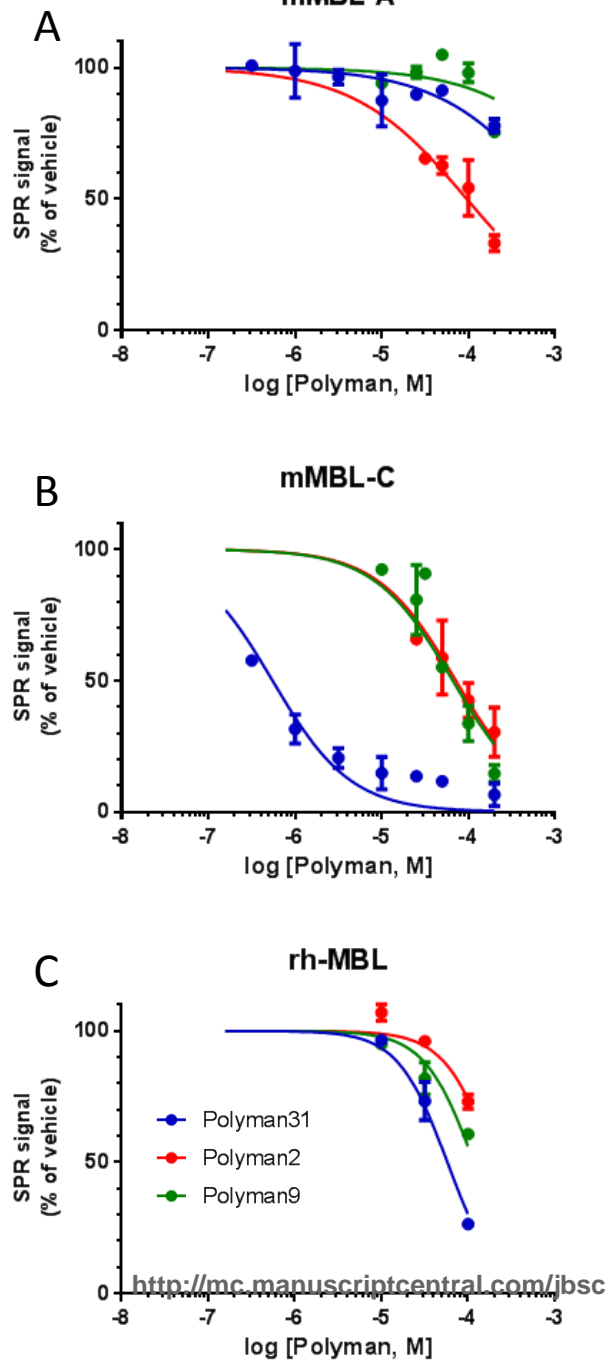 mMBL-A
A
100
50
0
SPR signal
(% of vehicle)
-8 -7 -6 -5 -4 -3
log [Polyman, M]
B
mMBL-C
100
50
0
SPR signal
(% of vehicle)
-8 -7 -6 -5 -4 -3
log [Polyman, M]
C
rh-MBL
100
50
0
SPR signal
(% of vehicle)
Polyman31
Polyman2
Polyman9
http://mc.manuscriptcentral.com/jbsc
-8 -7 -6 -5 -4 -3
log [Polyman, M]